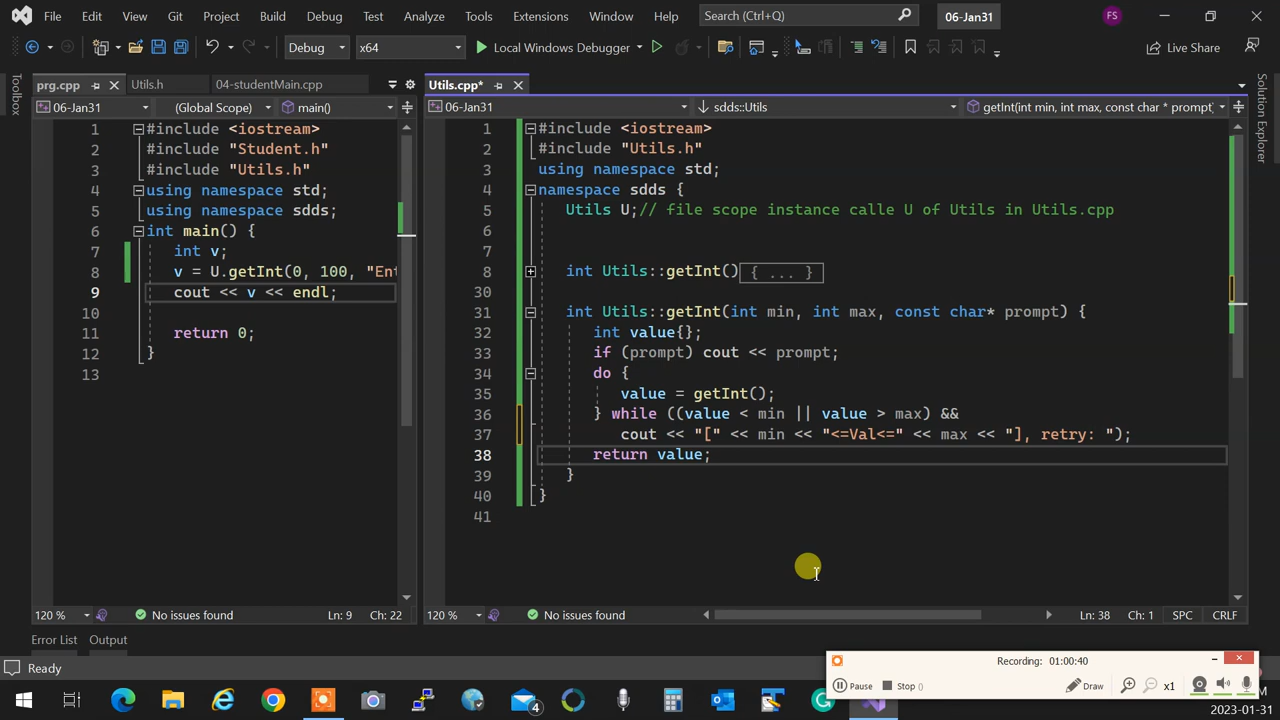 File Edit View Git Project Build Debug Test Analyze Tools Extensions Window Help Search (Ctrl+Q) 06-Jan31 FS
Debug x64 Local Windows Debugger Live Share
Toolbox
prg.cpp Utils.h 04-studentMain.cpp
06-Jan31 (Global Scope) main()
1 #include <iostream>
2 #include "Student.h"
3 #include "Utils.h"
4 using namespace std;
5 using namespace sdds;
6 int main() {
7 int v;
8 v = U.getInt(0, 100, "Ent
9 cout << v << endl;
10
11 return 0;
12 }
13
120 % No issues found Ln: 9 Ch: 22
Utils.cpp*
06-Jan31 sdds::Utils getInt(int min, int max, const char * prompt)
1 #include <iostream>
2 #include "Utils.h"
3 using namespace std;
4 namespace sdds {
5 Utils U;// file scope instance calle U of Utils in Utils.cpp
6
7
8 int Utils::getInt(){ ... }
30
31 int Utils::getInt(int min, int max, const char* prompt) {
32 int value{};
33 if (prompt) cout << prompt;
34 do {
35 value = getInt();
36 } while ((value < min || value > max) &&
37 cout << "[" << min << "<=Val<=" << max << "], retry: ");
38 return value;
39 }
40 }
41
120 % No issues found Ln: 38 Ch: 1 SPC CRLF
Solution Explorer
Error List Output
Ready
Recording: 01:00:40
Pause Stop () Draw x1
4
M
2023-01-31